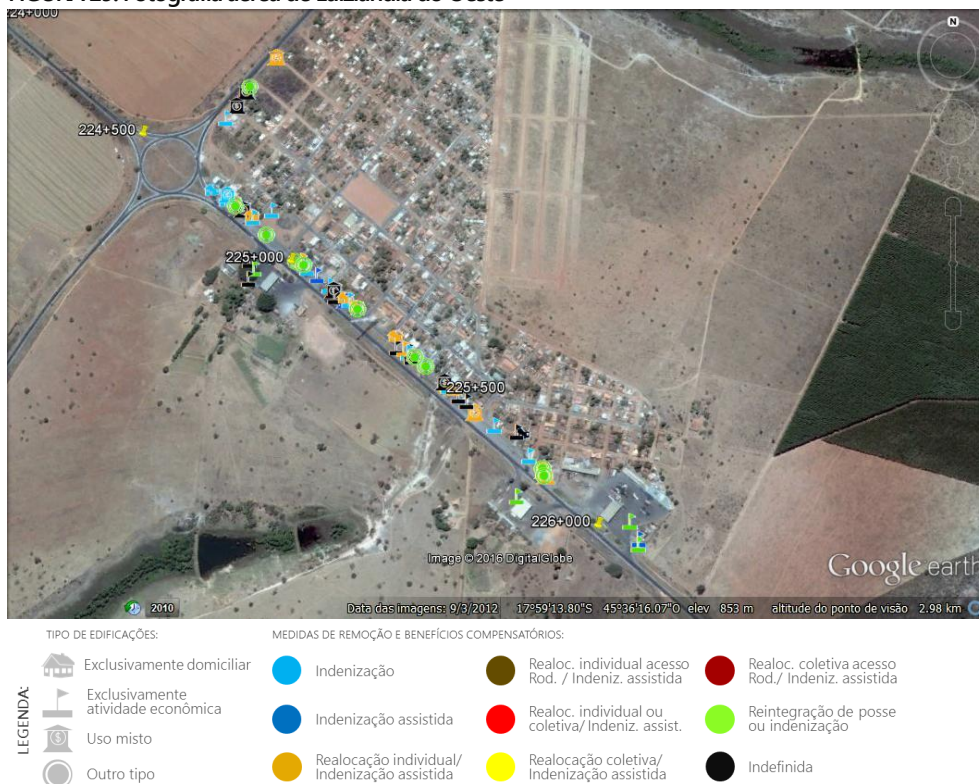 224+000
N
224+500
225+000
225+500
226+000
Image © 2016 DigitalGlobe
Google earth
2010
Data das imagens: 9/3/2012 17°59'13.80"S 45°36'16.07"O elev 853 m altitude do ponto de visão 2.98 km
LEGENDA:
TIPO DE EDIFICAÇÕES:
Exclusivamente domiciliar
Exclusivamente
atividade econômica
Uso misto
Outro tipo
MEDIDAS DE REMOÇÃO E BENEFÍCIOS COMPENSATÓRIOS:
Indenização
Indenização assistida
Realocação individual/
Indenização assistida
Realoc. individual acesso
Rod. / Indeniz. assistida
Realoc. individual ou
coletiva/ Indeniz. assist.
Realocação coletiva/
Indenização assistida
Realoc. coletiva acesso
Rod./ Indeniz. assistida
Reintegração de posse
ou indenização
Indefinida